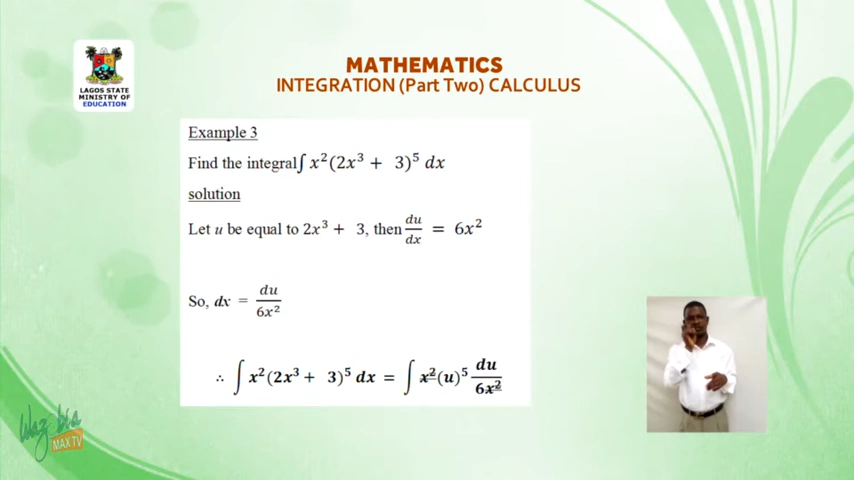 LAGOS STATE
MINISTRY OF
EDUCATION
MATHEMATICS
INTEGRATION (Part Two) CALCULUS
Example 3
Find the integral∫ x²(2x³ + 3)⁵ dx
solution
Let u be equal to 2x³ + 3, then du/dx = 6x²
So, dx = du/6x²
∴ ∫ x²(2x³ + 3)⁵ dx = ∫ x²(u)⁵ du/6x²
Wazobia
MAX TV